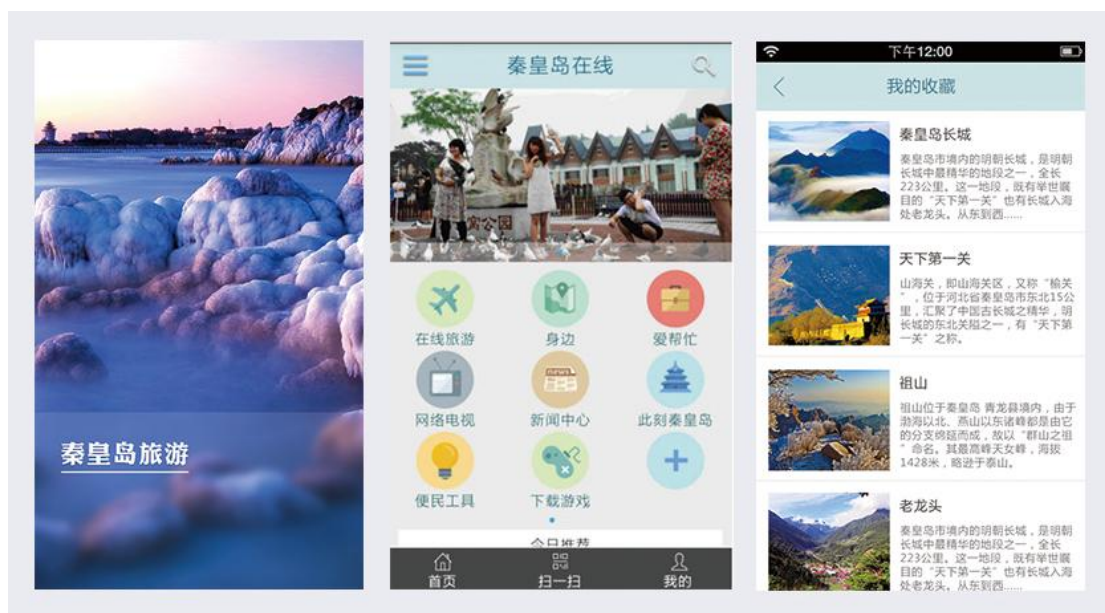 秦皇岛旅游
秦皇岛在线
窝公园
在线旅游
身边
爱帮忙
网络电视
NEWS
新闻中心
此刻秦皇岛
便民工具
下载游戏
今日推荐
首页
扫一扫
我的
下午12:00
我的收藏
秦皇岛长城
秦皇岛市境内的明朝长城，是明朝
长城中最精华的地段之一，全长
223公里。这一地段，既有举世瞩
目的“天下第一关”也有长城入海
处老龙头。从东到西......
天下第一关
山海关，即山海关区，又称“榆关
”，位于河北省秦皇岛市东北15公
里，汇聚了中国古长城之精华，明
长城的东北关隘之一，有“天下第
一关”之称。
祖山
祖山位于秦皇岛 青龙县境内，由于
渤海以北、燕山以东诸峰都是由它
的分支绵延而成，故以“群山之祖
”命名。其最高峰天女峰，海拔
1428米，略逊于泰山。
老龙头
秦皇岛市境内的明朝长城，是明朝
长城中最精华的地段之一，全长
223公里。这一地段，既有举世瞩
目的“天下第一关”也有长城入海
处老龙头。从东到西......